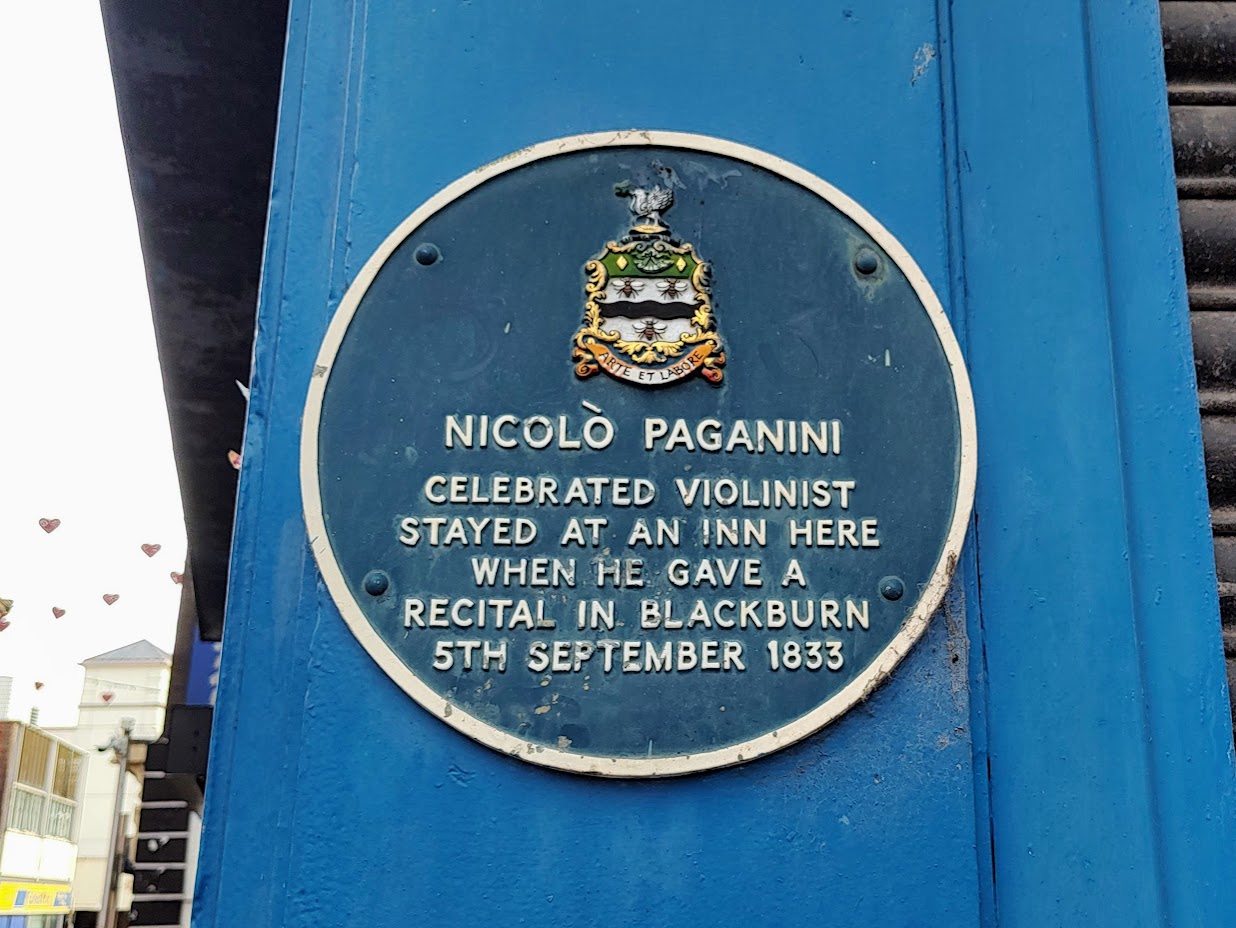 ARTE ET LABORE
NICOLÒ PAGANINI
CELEBRATED VIOLINIST
STAYED AT AN INN HERE
WHEN HE GAVE A
RECITAL IN BLACKBURN
5TH SEPTEMBER 1833